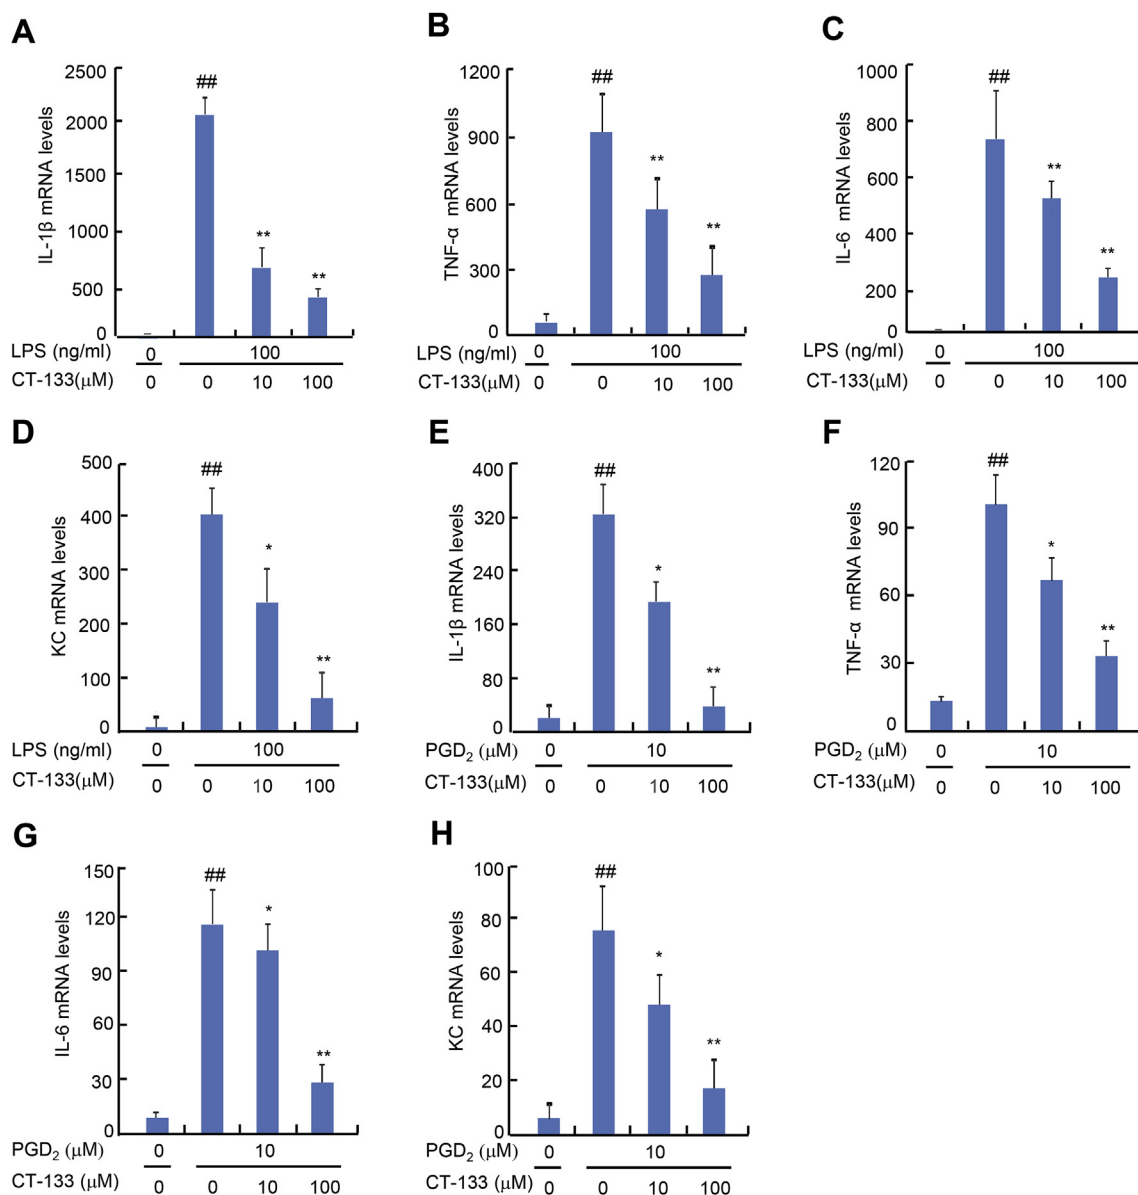 A
IL-1β mRNA levels
2500
2000
1500
1000
500
0
##
**
**
LPS (ng/ml) 0 100
CT-133(μM) 0 0 10 100
B
TNF-α mRNA levels
1200
900
600
300
0
##
**
**
LPS (ng/ml) 0 100
CT-133(μM) 0 0 10 100
C
IL-6 mRNA levels
1000
800
600
400
200
0
##
**
**
LPS (ng/ml) 0 100
CT-133(μM) 0 0 10 100
D
KC mRNA levels
500
400
300
200
100
0
##
*
**
LPS (ng/ml) 0 100
CT-133(μM) 0 0 10 100
E
IL-1β mRNA levels
400
320
240
160
80
0
##
*
**
PGD₂ (μM) 0 10
CT-133(μM) 0 0 10 100
F
TNF-α mRNA levels
120
90
60
30
0
##
*
**
PGD₂ (μM) 0 10
CT-133(μM) 0 0 10 100
G
IL-6 mRNA levels
150
120
90
60
30
0
##
*
**
PGD₂ (μM) 0 10
CT-133 (μM) 0 0 10 100
H
KC mRNA levels
100
80
60
40
20
0
##
*
**
PGD₂ (μM) 0 10
CT-133 (μM) 0 0 10 100